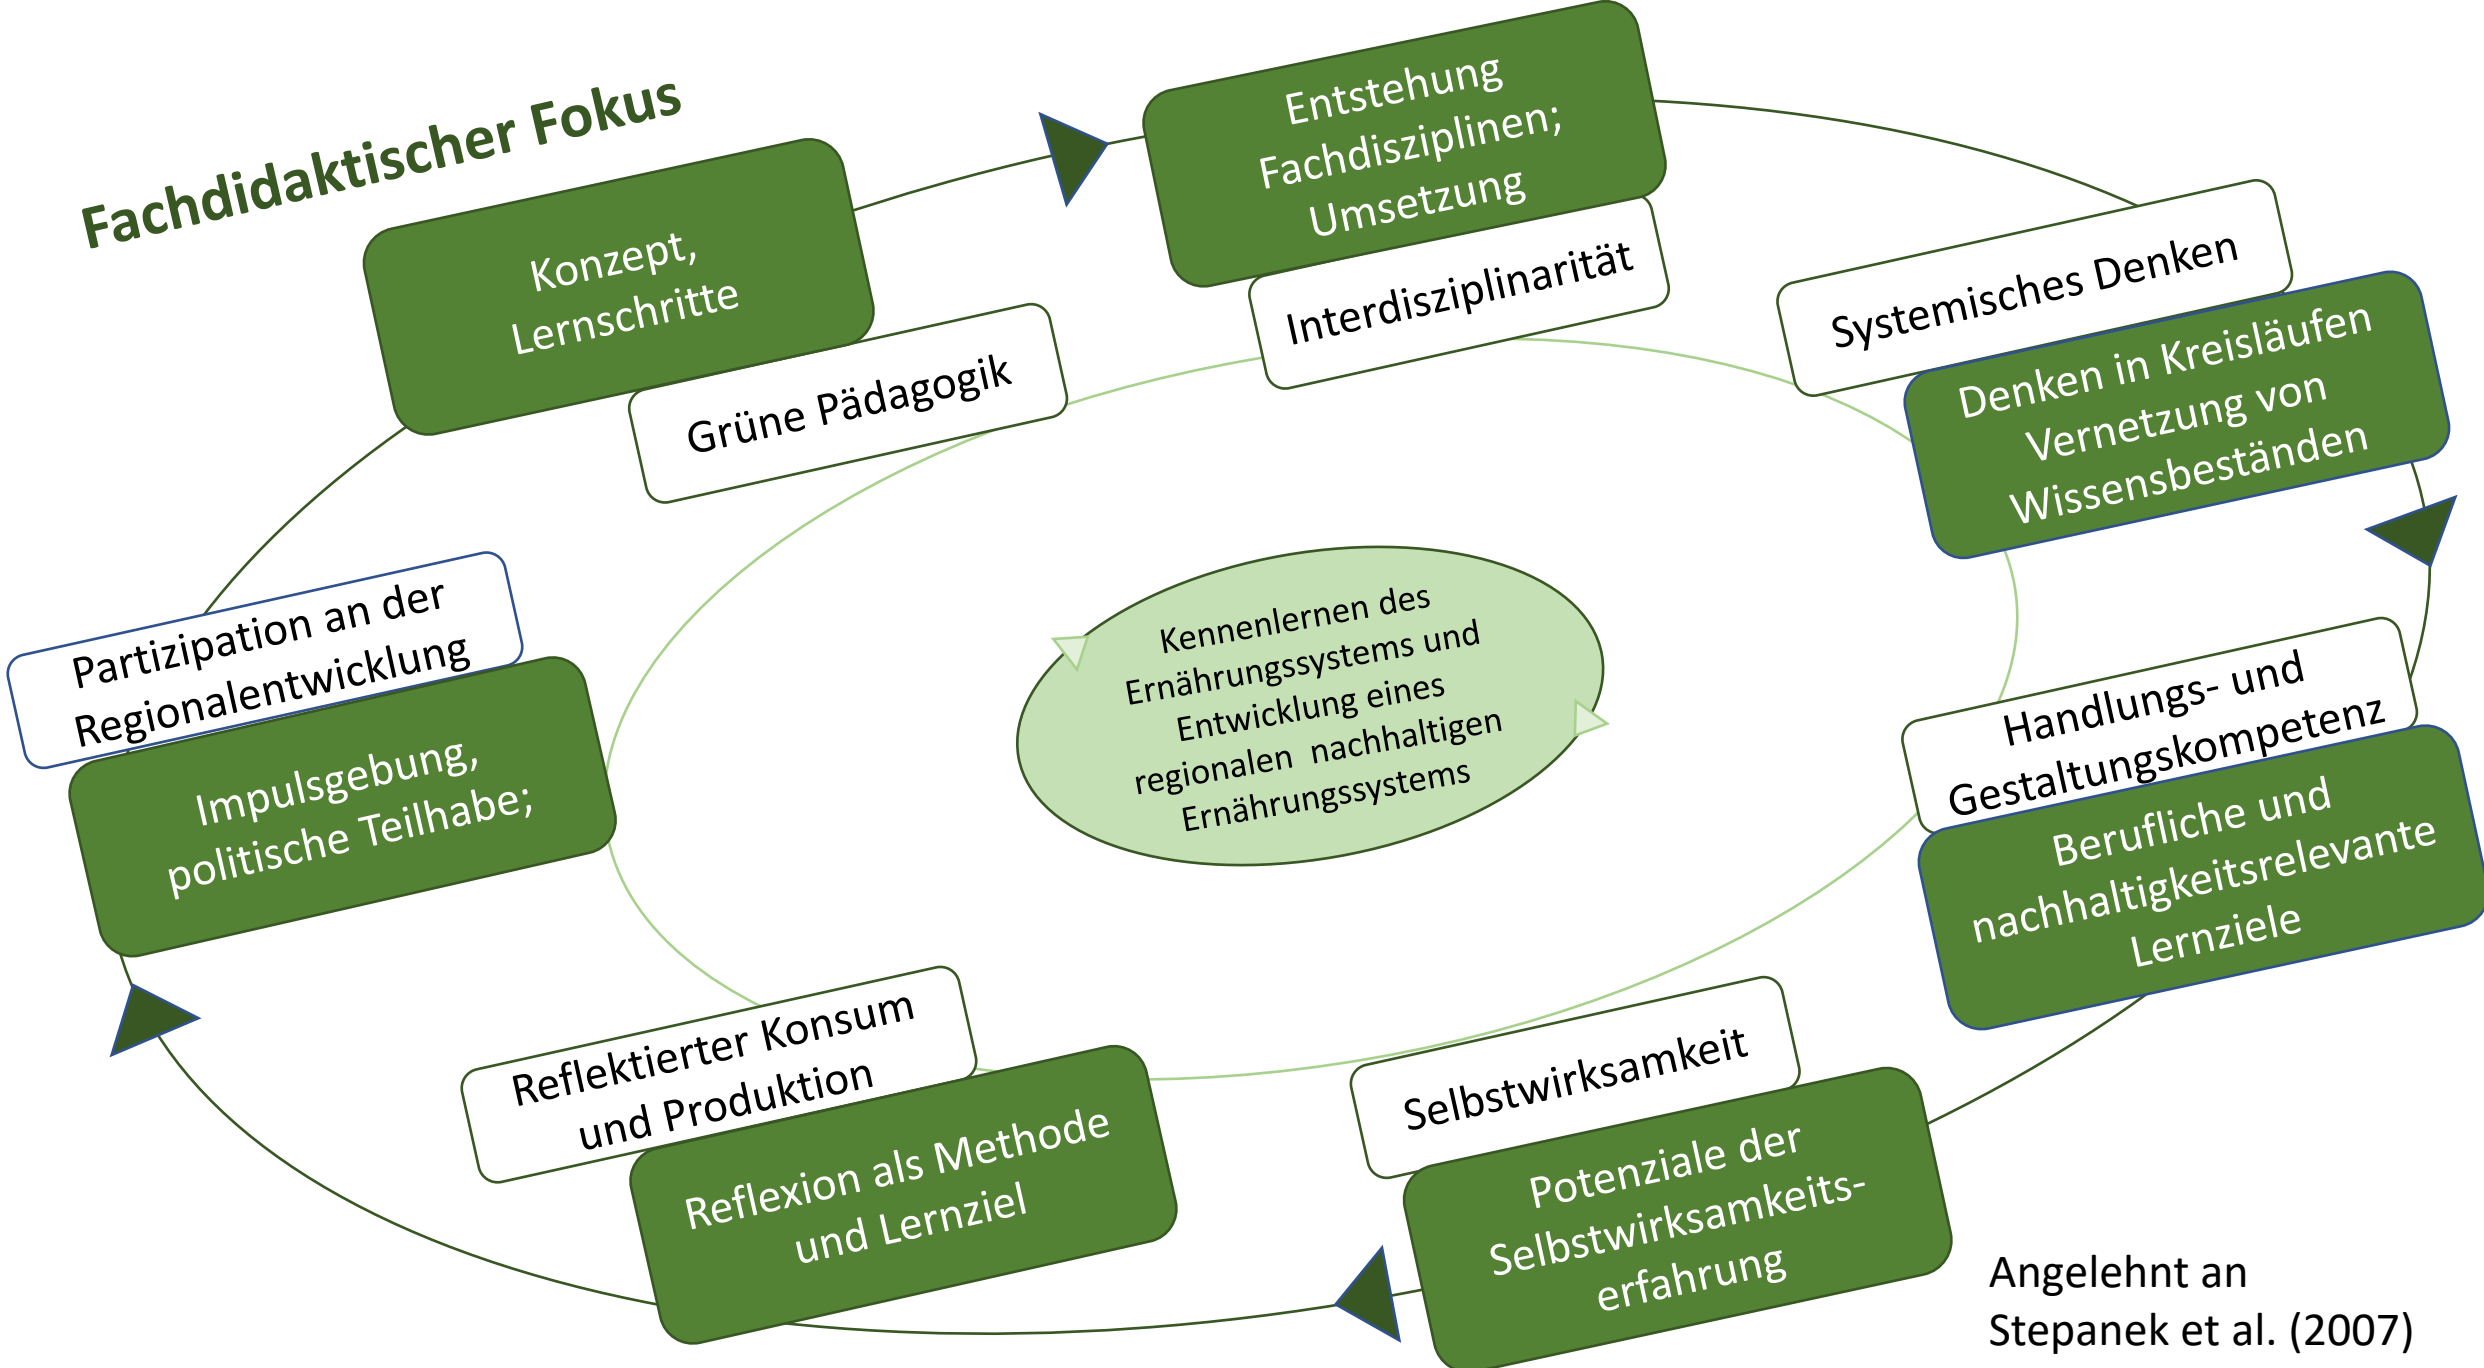 Fachdidaktischer Fokus
Konzept,
Lernschritte
Grüne Pädagogik
Entstehung
Fachdisziplinen;
Umsetzung
Interdisziplinarität
Systemisches Denken
Denken in Kreisläufen
Vernetzung von
Wissensbeständen
Handlungs- und
Gestaltungskompetenz
Berufliche und
nachhaltigkeitsrelevante
Lernziele
Selbstwirksamkeit
Potenziale der
Selbstwirksamkeits-
erfahrung
Reflektierter Konsum
und Produktion
Reflexion als Methode
und Lernziel
Partizipation an der
Regionalentwicklung
Impulsgebung,
politische Teilhabe;
Kennenlernen des
Ernährungssystems und
Entwicklung eines
regionalen nachhaltigen
Ernährungssystems
Angelehnt an
Stepanek et al. (2007)